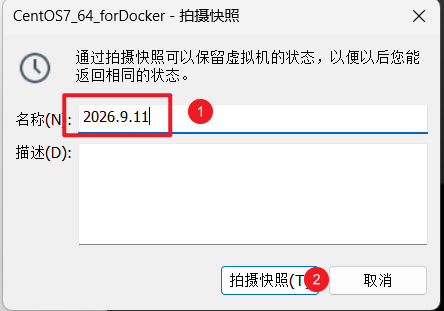 CentOS7_64_forDocker - 拍摄快照
通过拍摄快照可以保留虚拟机的状态，以便以后您能
返回相同的状态。
名称(N): 2026.9.11 1
描述(D):
拍摄快照(T) 2 取消